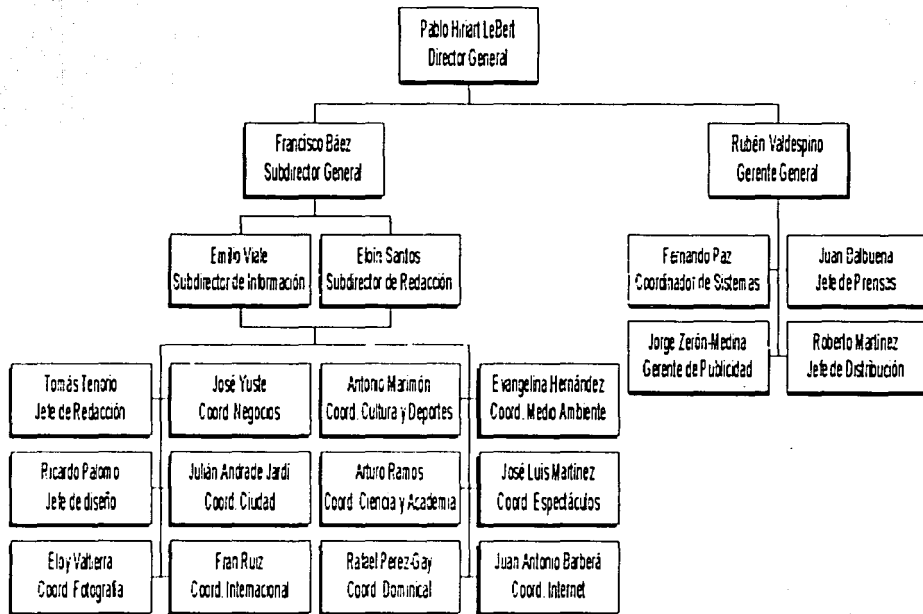 Pablo Hiriart LeBert
Director General
Francisco Báez
Subdirector General
Rubén Valdespino
Gerente General
Emilio Viale
Subdirector de Información
Eloin Santos
Subdirector de Redacción
Fernando Paz
Coordinador de Sistemas
Juan Balbuena
Jefe de Prensas
Jorge Zerón-Medina
Gerente de Publicidad
Roberto Martínez
Jefe de Distribución
Tomás Tenorio
Jefe de Redacción
José Yuste
Coord. Negocios
Antonio Marimón
Coord. Cultura y Deportes
Evangelina Hernández
Coord. Medio Ambiente
Ricardo Palomo
Jefe de diseño
Julián Andrade Jardí
Coord. Ciudad
Arturo Ramos
Coord. Ciencia y Academia
José Luis Martínez
Coord. Espectáculos
Eloy Valtierra
Coord. Fotografía
Fran Ruiz
Coord. Internacional
Rafael Perez-Gay
Coord. Dominical
Juan Antonio Barberá
Coord. Internet